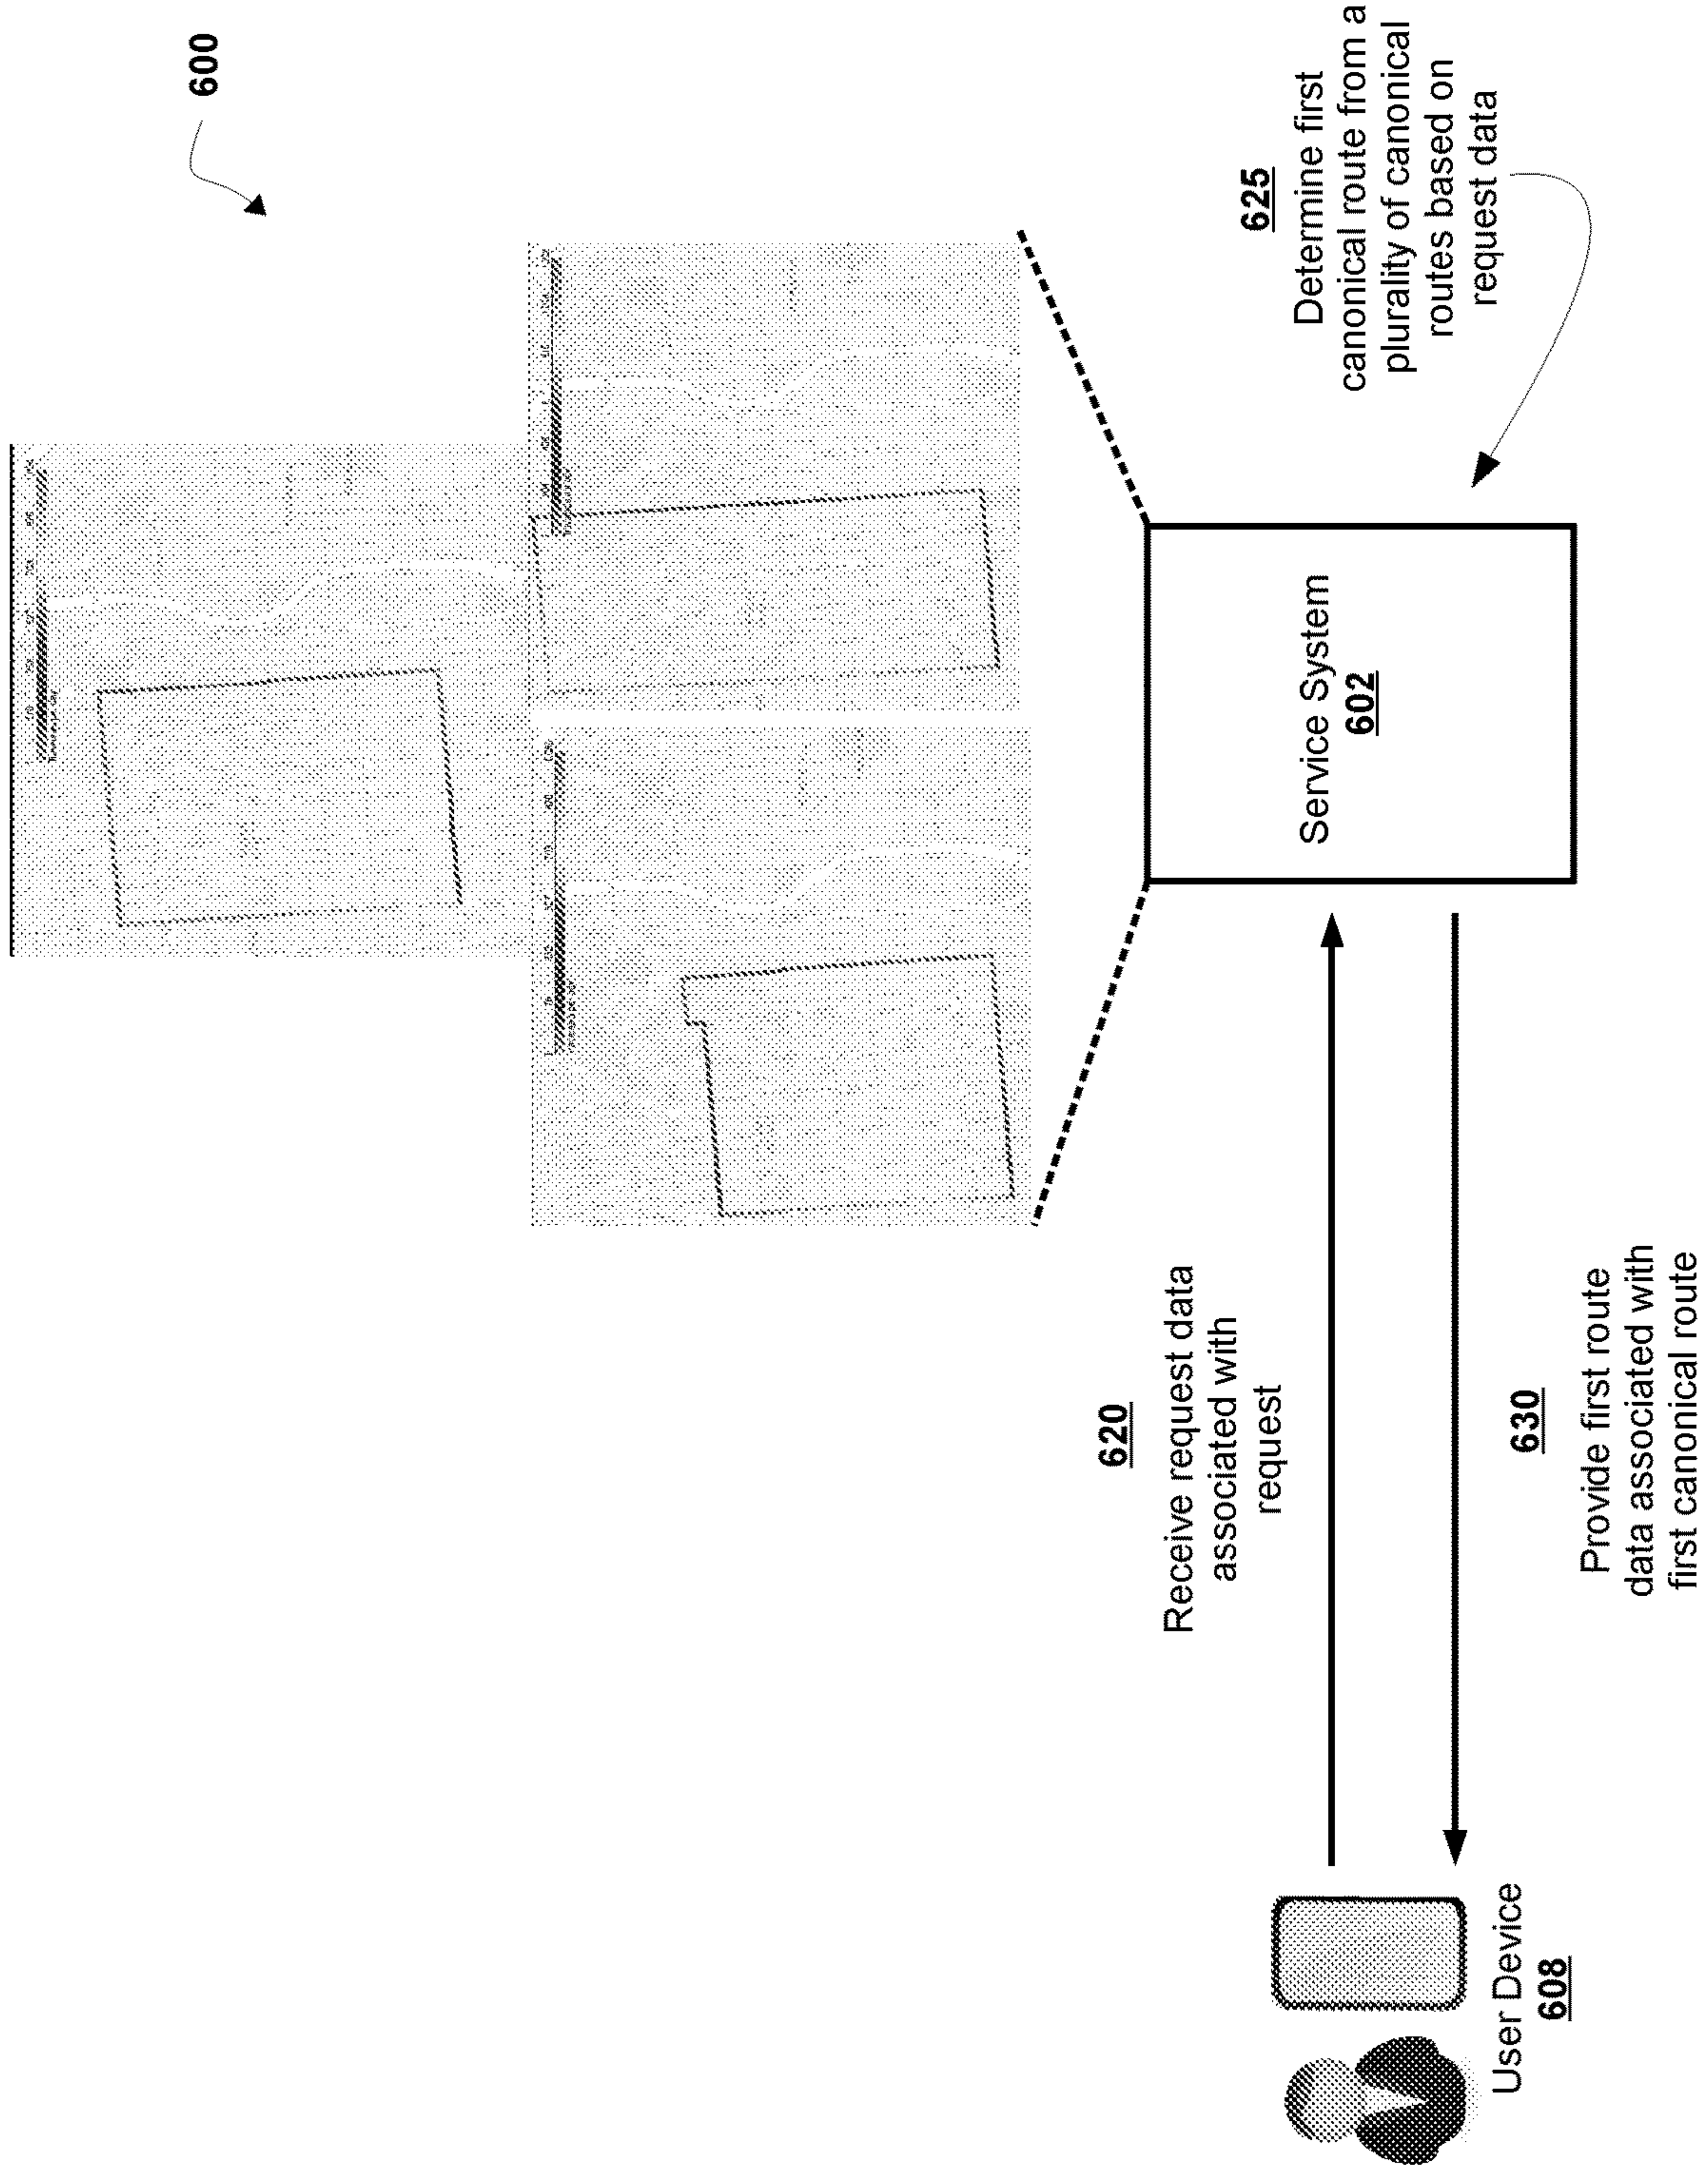 600
625
Determine first
canonical route from a
plurality of canonical
routes based on
request data
Service System
602
620
Receive request data
associated with
request
630
Provide first route
data associated with
first canonical route
User Device
608